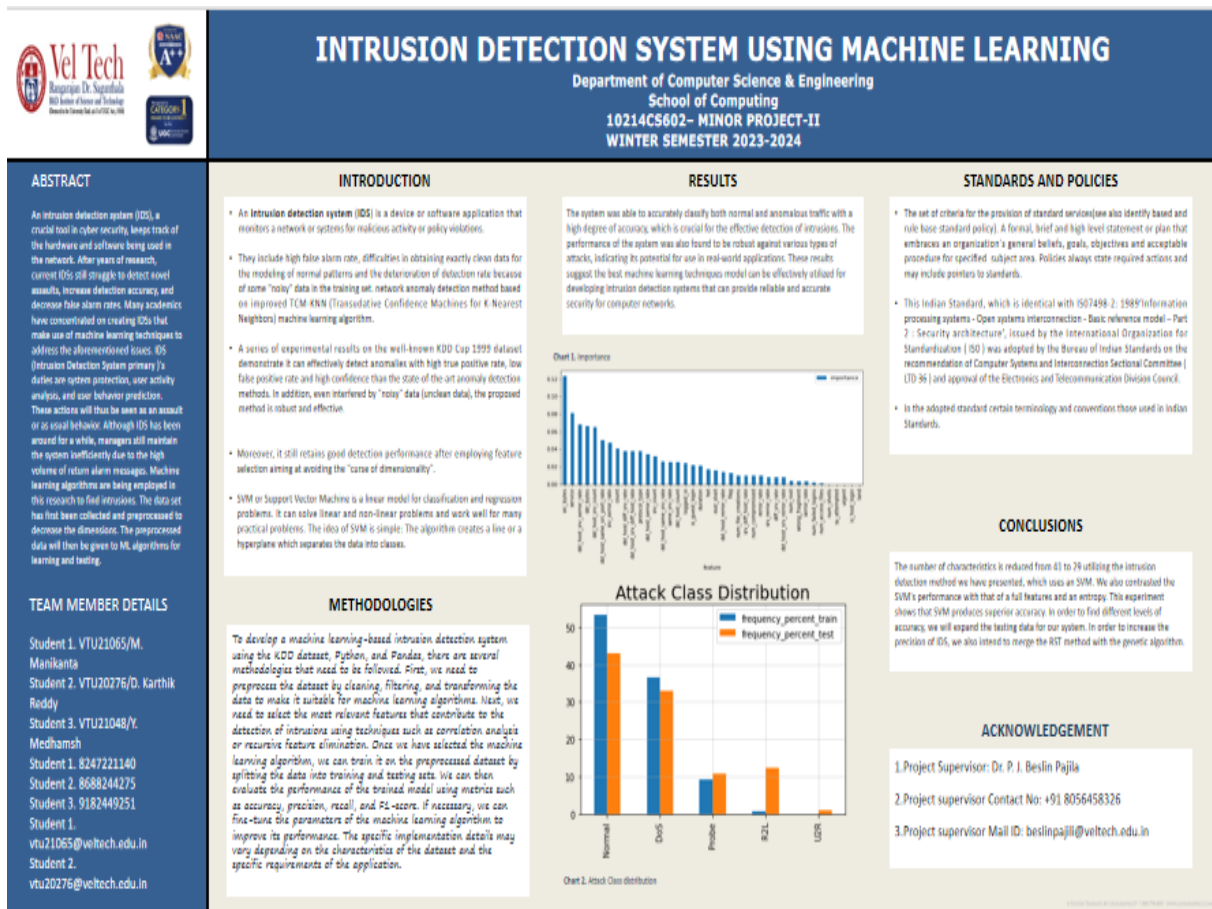 Vel Tech
Rangarajan Dr. Sagunthala
R&D Institute of Science and Technology
NAAC
A++
CATEGORY 1
UGC
INTRUSION DETECTION SYSTEM USING MACHINE LEARNING
Department of Computer Science & Engineering
School of Computing
10214CS602– MINOR PROJECT-II
WINTER SEMESTER 2023-2024
ABSTRACT
An intrusion detection system (IDS), a
crucial tool in cyber security, keeps track of
the hardware and software being used in
the network. After years of research,
current IDSs still struggle to detect novel
assaults, increase detection accuracy, and
decrease false alarm rates. Many academics
have concentrated on creating IDSs that
make use of machine learning techniques to
address the aforementioned issues. IDS
(Intrusion Detection System primary )'s
duties are system protection, user activity
analysis, and user behavior prediction.
These actions will thus be seen as an assault
or as usual behavior. Although IDS has been
around for a while, managers still maintain
the system inefficiently due to the high
volume of return alarm messages. Machine
learning algorithms are being employed in
this research to find intrusions. The data set
has first been collected and preprocessed to
decrease the dimensions. The preprocessed
data will then be given to ML algorithms for
learning and testing.
TEAM MEMBER DETAILS
Student 1. VTU21065/M.
Manikanta
Student 2. VTU20276/D. Karthik
Reddy
Student 3. VTU21048/Y.
Medhamsh
Student 1. 8247221140
Student 2. 8688244275
Student 3. 9182449251
Student 1.
vtu21065@veltech.edu.in
Student 2.
vtu20276@veltech.edu.in
INTRODUCTION
• An intrusion detection system (IDS) is a device or software application that
monitors a network or systems for malicious activity or policy violations.
• They include high false alarm rate, difficulties in obtaining exactly clean data for
the modeling of normal patterns and the deterioration of detection rate because
of some "noisy" data in the training set. network anomaly detection method based
on improved TCM-KNN (Transductive Confidence Machines for K-Nearest
Neighbors) machine learning algorithm.
• A series of experimental results on the well-known KDD Cup 1999 dataset
demonstrate it can effectively detect anomalies with high true positive rate, low
false positive rate and high confidence than the state-of-the-art anomaly detection
methods. In addition, even interfered by "noisy" data (unclean data), the proposed
method is robust and effective.
• Moreover, it still retains good detection performance after employing feature
selection aiming at avoiding the "curse of dimensionality".
• SVM or Support Vector Machine is a linear model for classification and regression
problems. It can solve linear and non-linear problems and work well for many
practical problems. The idea of SVM is simple: The algorithm creates a line or a
hyperplane which separates the data into classes.
METHODOLOGIES
To develop a machine learning-based intrusion detection system
using the KDD dataset, Python, and Pandas, there are several
methodologies that need to be followed. First, we need to
preprocess the dataset by cleaning, filtering, and transforming the
data to make it suitable for machine learning algorithms. Next, we
need to select the most relevant features that contribute to the
detection of intrusions using techniques such as correlation analysis
or recursive feature elimination. Once we have selected the machine
learning algorithm, we can train it on the preprocessed dataset by
splitting the data into training and testing sets. We can then
evaluate the performance of the trained model using metrics such
as accuracy, precision, recall, and F1-score. If necessary, we can
fine-tune the parameters of the machine learning algorithm to
improve its performance. The specific implementation details may
vary depending on the characteristics of the dataset and the
specific requirements of the application.
RESULTS
The system was able to accurately classify both normal and anomalous traffic with a
high degree of accuracy, which is crucial for the effective detection of intrusions. The
performance of the system was also found to be robust against various types of
attacks, indicating its potential for use in real-world applications. These results
suggest the best machine learning techniques model can be effectively utilized for
developing intrusion detection systems that can provide reliable and accurate
security for computer networks.
Chart 1. Importance
importance
0.12
0.10
0.08
0.06
0.04
0.02
0.00
feature
Attack Class Distribution
frequency_percent_train
frequency_percent_test
50
40
30
20
10
0
Normal
DoS
Probe
R2L
U2R
Chart 2. Attack Class distribution
STANDARDS AND POLICIES
• The set of criteria for the provision of standard services(see also identify based and
rule base standard policy). A formal, brief and high level statement or plan that
embraces an organization's general beliefs, goals, objectives and acceptable
procedure for specified subject area. Policies always state required actions and
may include pointers to standards.
• This Indian Standard, which is identical with ISO7498-2: 1989'Information
processing systems - Open systems interconnection - Basic reference model – Part
2 : Security architecture', issued by the International Organization for
Standardization ( ISO ) was adopted by the Bureau of Indian Standards on the
recommendation of Computer Systems and Interconnection Sectional Committee (
LTD 36 ) and approval of the Electronics and Telecommunication Division Council.
• In the adopted standard certain terminology and conventions those used in Indian
Standards.
CONCLUSIONS
The number of characteristics is reduced from 41 to 29 utilizing the intrusion
detection method we have presented, which uses an SVM. We also contrasted the
SVM's performance with that of a full features and an entropy. This experiment
shows that SVM produces superior accuracy. In order to find different levels of
accuracy, we will expand the testing data for our system. In order to increase the
precision of IDS, we also intend to merge the RST method with the genetic algorithm.
ACKNOWLEDGEMENT
1.Project Supervisor: Dr. P. J. Beslin Pajila
2.Project supervisor Contact No: +91 8056458326
3.Project supervisor Mail ID: beslinpajili@veltech.edu.in